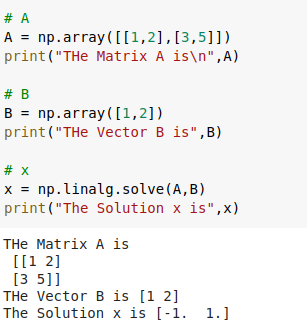 # A
A = np.array([[1,2],[3,5]])
print("THe Matrix A is\n",A)
# B
B = np.array([1,2])
print("THe Vector B is",B)
# x
x = np.linalg.solve(A,B)
print("The Solution x is",x)
THe Matrix A is
 [[1 2]
 [3 5]]
THe Vector B is [1 2]
The Solution x is [-1.  1.]